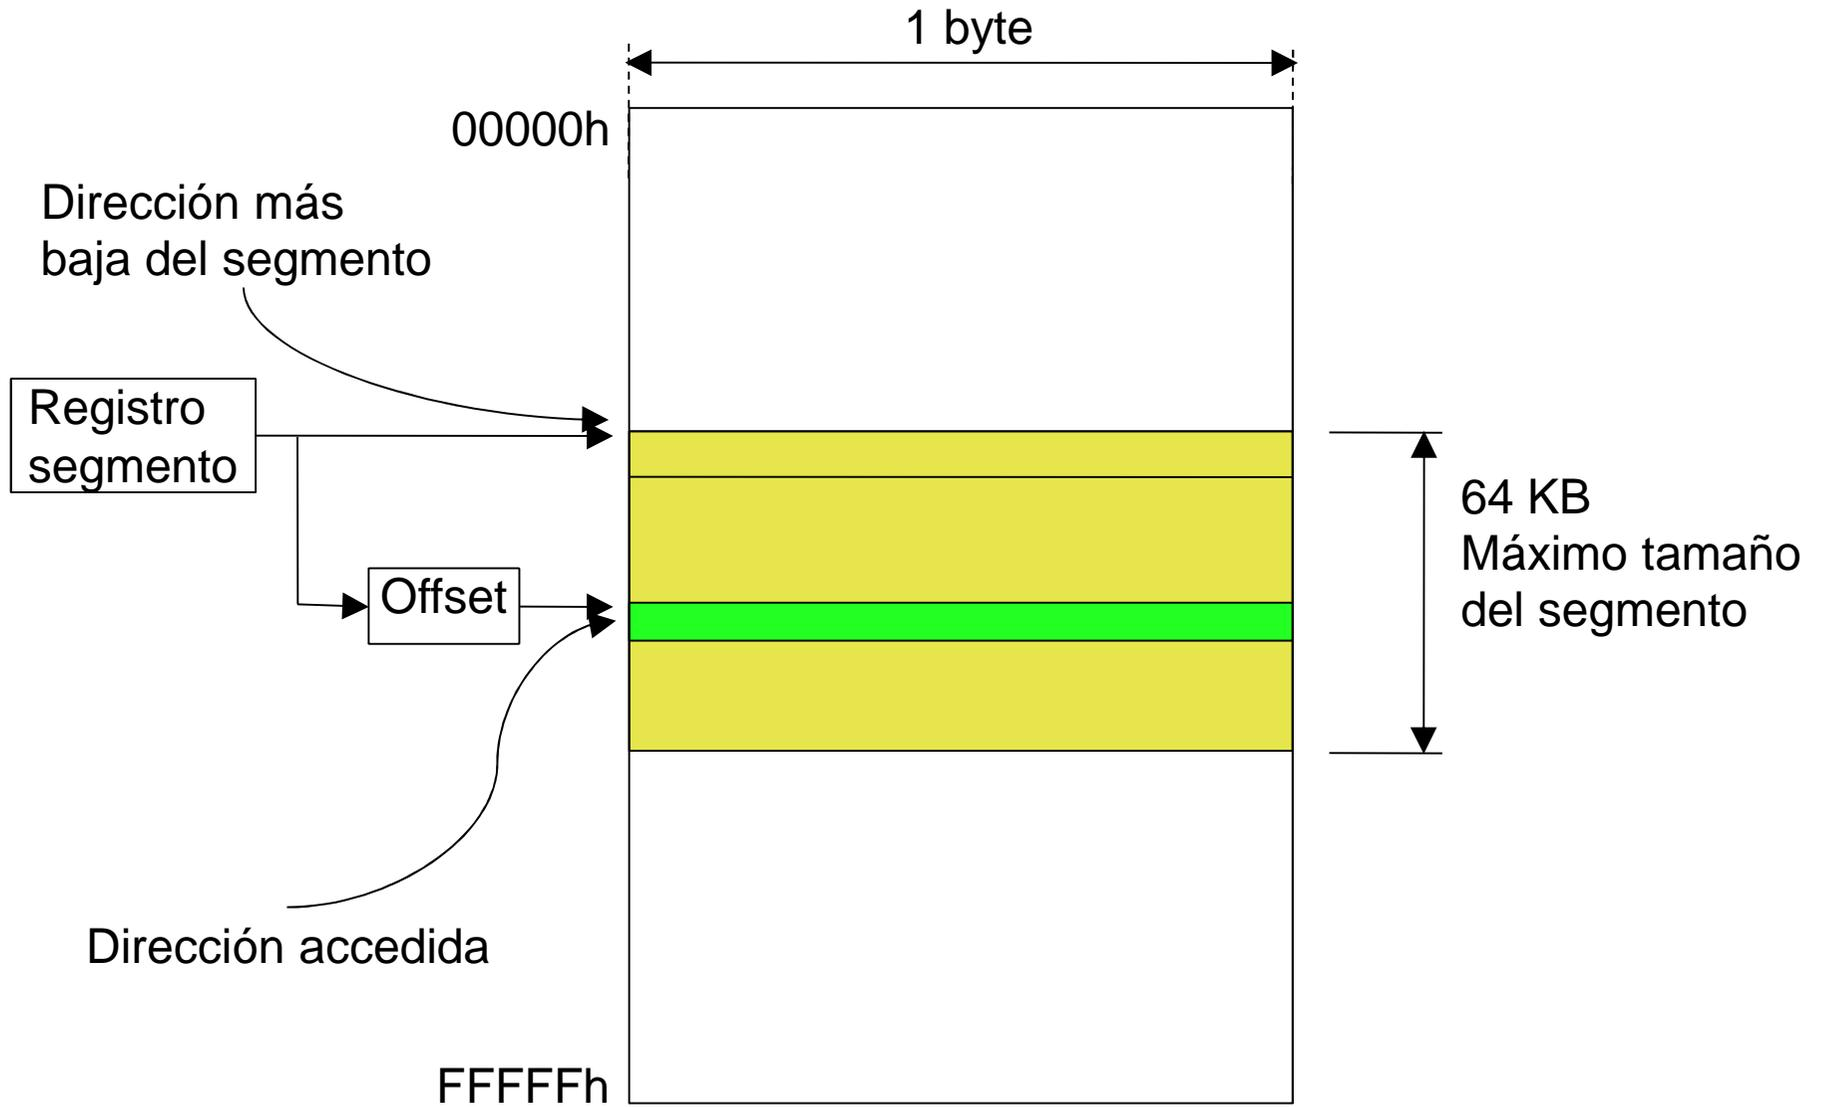 1 byte
00000h
Dirección más
baja del segmento
Registro
segmento
Offset
64 KB
Máximo tamaño
del segmento
Dirección accedida
FFFFFh